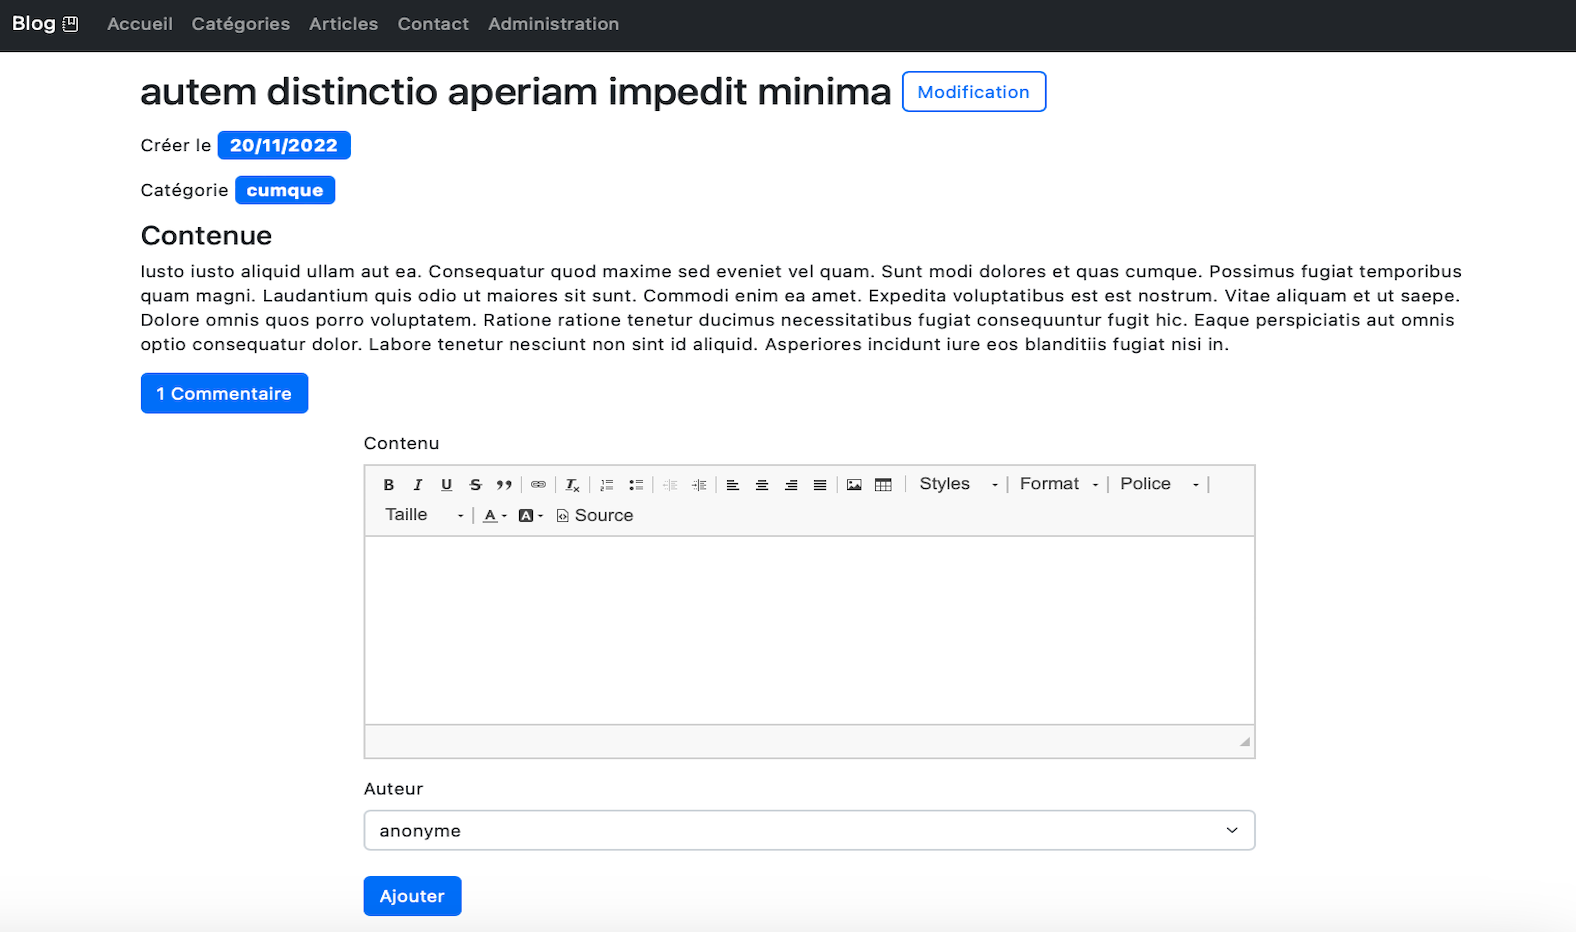 Blog Accueil Catégories Articles Contact Administration
autem distinctio aperiam impedit minima Modification
Créer le 20/11/2022
Catégorie cumque
Contenue
Iusto iusto aliquid ullam aut ea. Consequatur quod maxime sed eveniet vel quam. Sunt modi dolores et quas cumque. Possimus fugiat temporibus
quam magni. Laudantium quis odio ut maiores sit sunt. Commodi enim ea amet. Expedita voluptatibus est est nostrum. Vitae aliquam et ut saepe.
Dolore omnis quos porro voluptatem. Ratione ratione tenetur ducimus necessitatibus fugiat consequuntur fugit hic. Eaque perspiciatis aut omnis
optio consequatur dolor. Labore tenetur nesciunt non sint id aliquid. Asperiores incidunt iure eos blanditiis fugiat nisi in.
1 Commentaire
Contenu
B I U S Styles Format Police
Taille A A Source
Auteur
anonyme
Ajouter